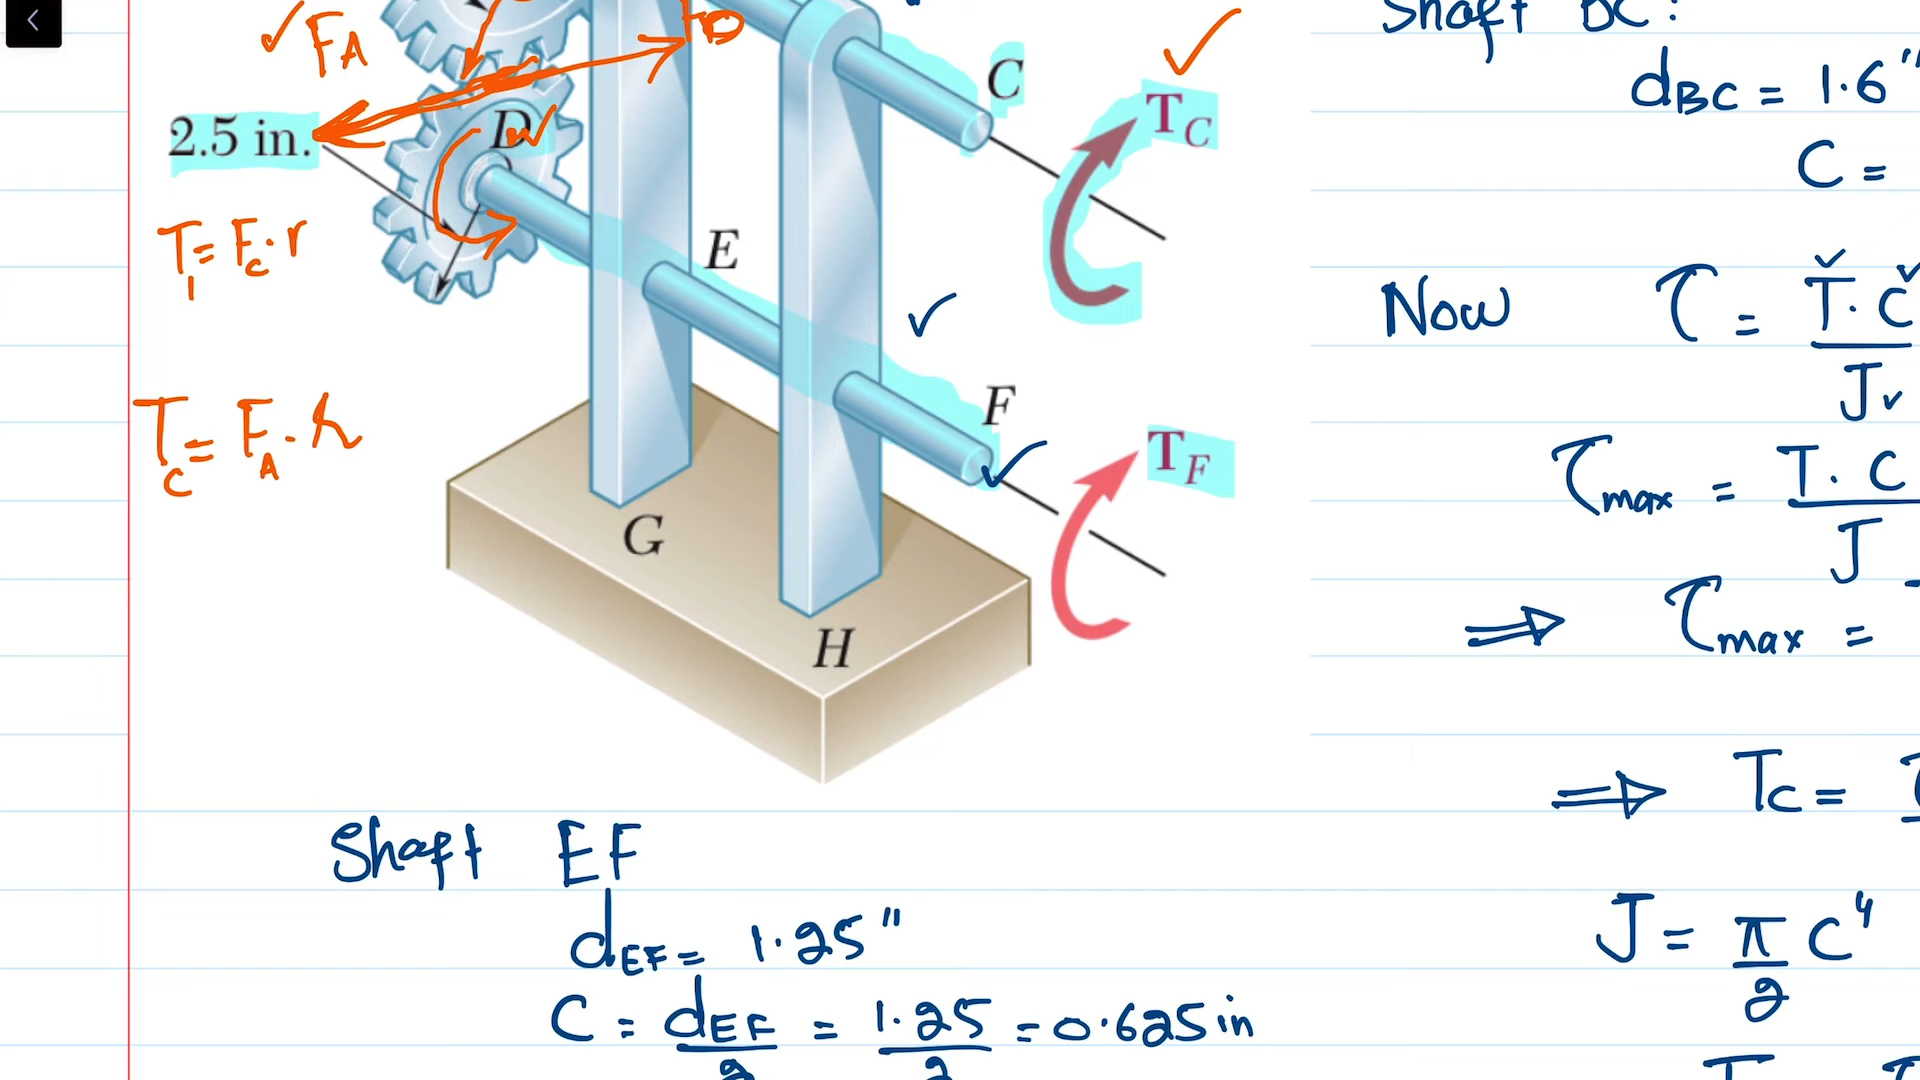 Shaft BC:
dBC = 1.6"
C =
✓ FA
FD
C
✓
TC
2.5 in.
D
T1 = Fc . r
E
✓
Now τ = T . C
J
TC = FA . r
F
✓
TF
τmax = T . C
J
G
H
⇒ τmax =
⇒ TC =
Shaft EF
dEF = 1.25"
J = π C⁴
2
C = dEF = 1.25 = 0.625 in
2 2